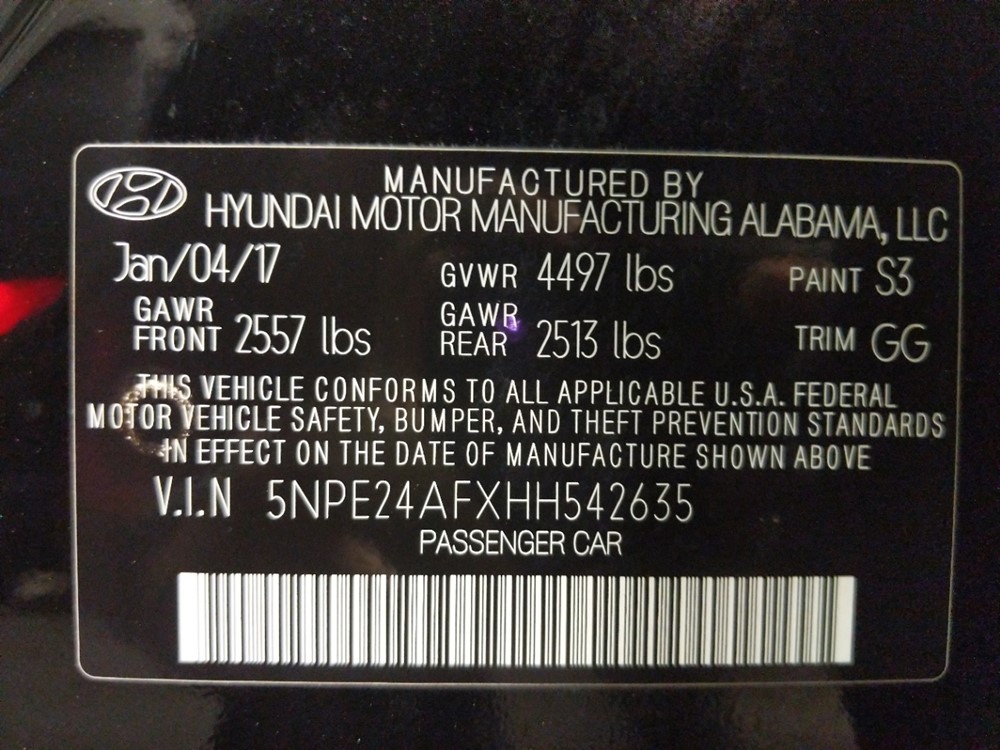 MANUFACTURED BY
HYUNDAI MOTOR MANUFACTURING ALABAMA, LLC
Jan/04/17 GVWR 4497 lbs PAINT S3
GAWR FRONT 2557 lbs GAWR REAR 2513 lbs TRIM GG
THIS VEHICLE CONFORMS TO ALL APPLICABLE U.S.A. FEDERAL
MOTOR VEHICLE SAFETY, BUMPER, AND THEFT PREVENTION STANDARDS
IN EFFECT ON THE DATE OF MANUFACTURE SHOWN ABOVE
V.I.N 5NPE24AFXHH542635
PASSENGER CAR